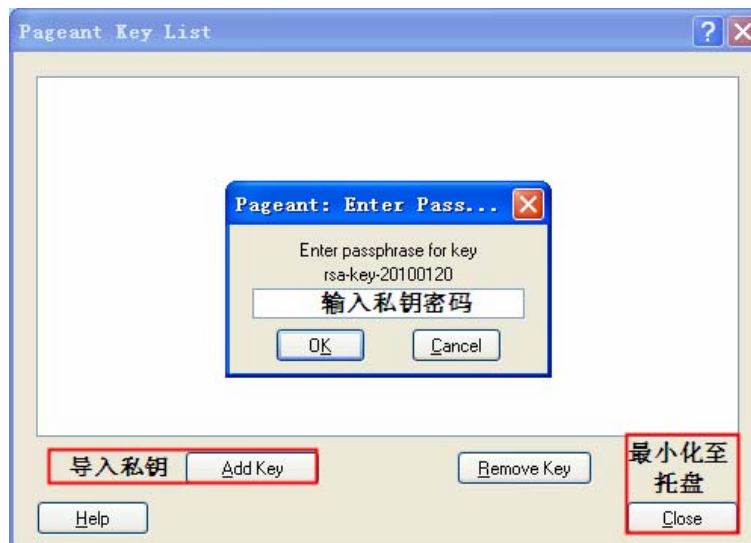 Pageant Key List
Pageant: Enter Pass...
Enter passphrase for key
rsa-key-20100120
输入私钥密码
OK
Cancel
导入私钥
Add Key
Remove Key
最小化至
托盘
Help
Close